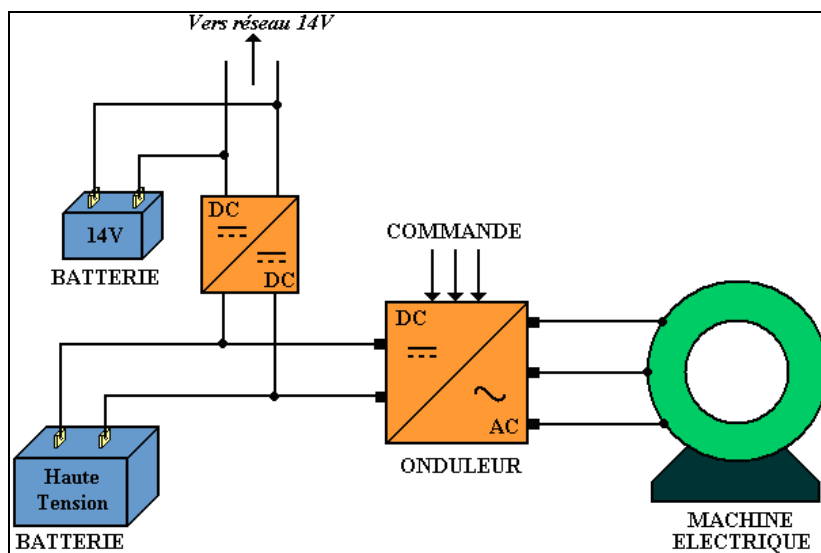 Vers réseau 14V
DC
DC
14V
BATTERIE
COMMANDE
DC
AC
ONDULEUR
Haute
Tension
BATTERIE
MACHINE
ELECTRIQUE